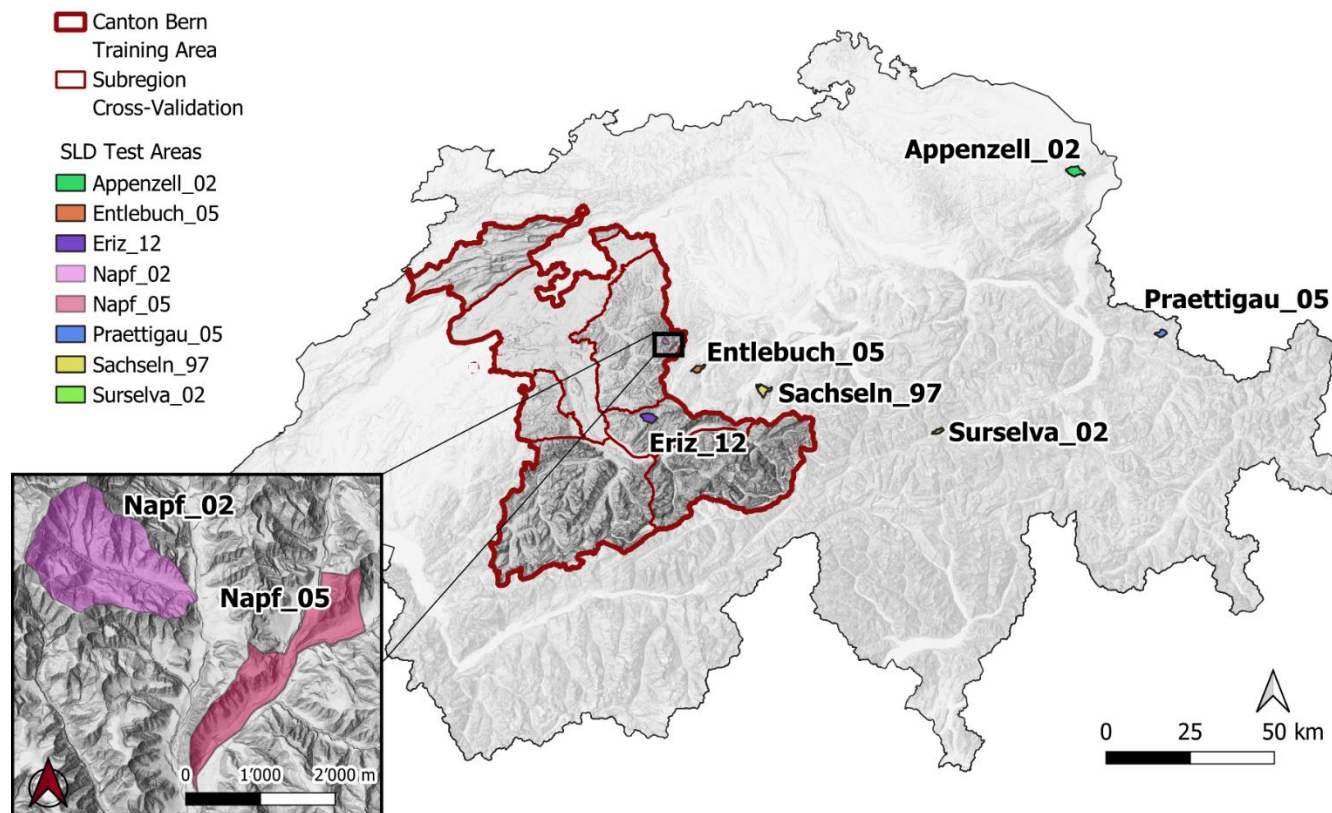 Canton Bern
Training Area
Subregion
Cross-Validation
SLD Test Areas
Appenzell_02
Entlebuch_05
Eriz_12
Napf_02
Napf_05
Praettigau_05
Sachseln_97
Surselva_02
Appenzell_02
Praettigau_05
Entlebuch_05
Sachseln_97
Surselva_02
Eriz_12
Napf_02
Napf_05
0 1'000 2'000 m
0 25 50 km